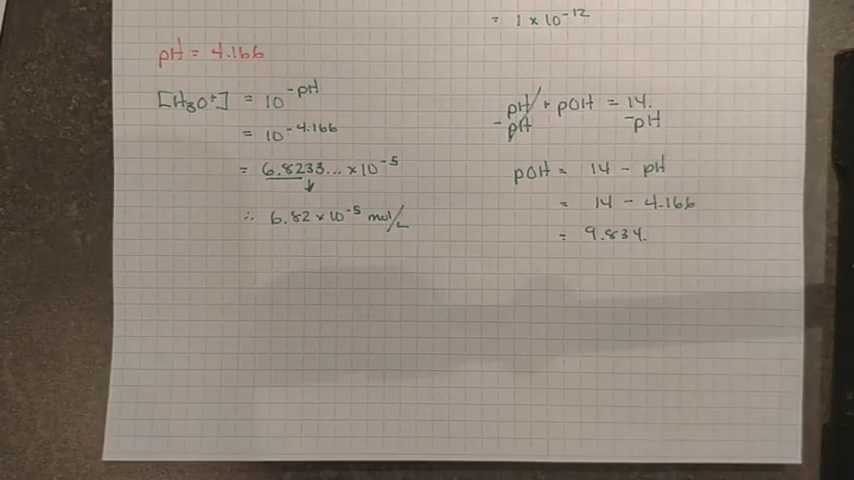 = 1 × 10⁻¹²
pH = 4.166
[H₃O⁺] = 10^-pH
= 10^-4.166
= 6.8233... × 10⁻⁵
↓
∴ 6.82 × 10⁻⁵ mol/L
pH + pOH = 14.
- pH -pH
pOH = 14 - pH
= 14 - 4.166
= 9.834.